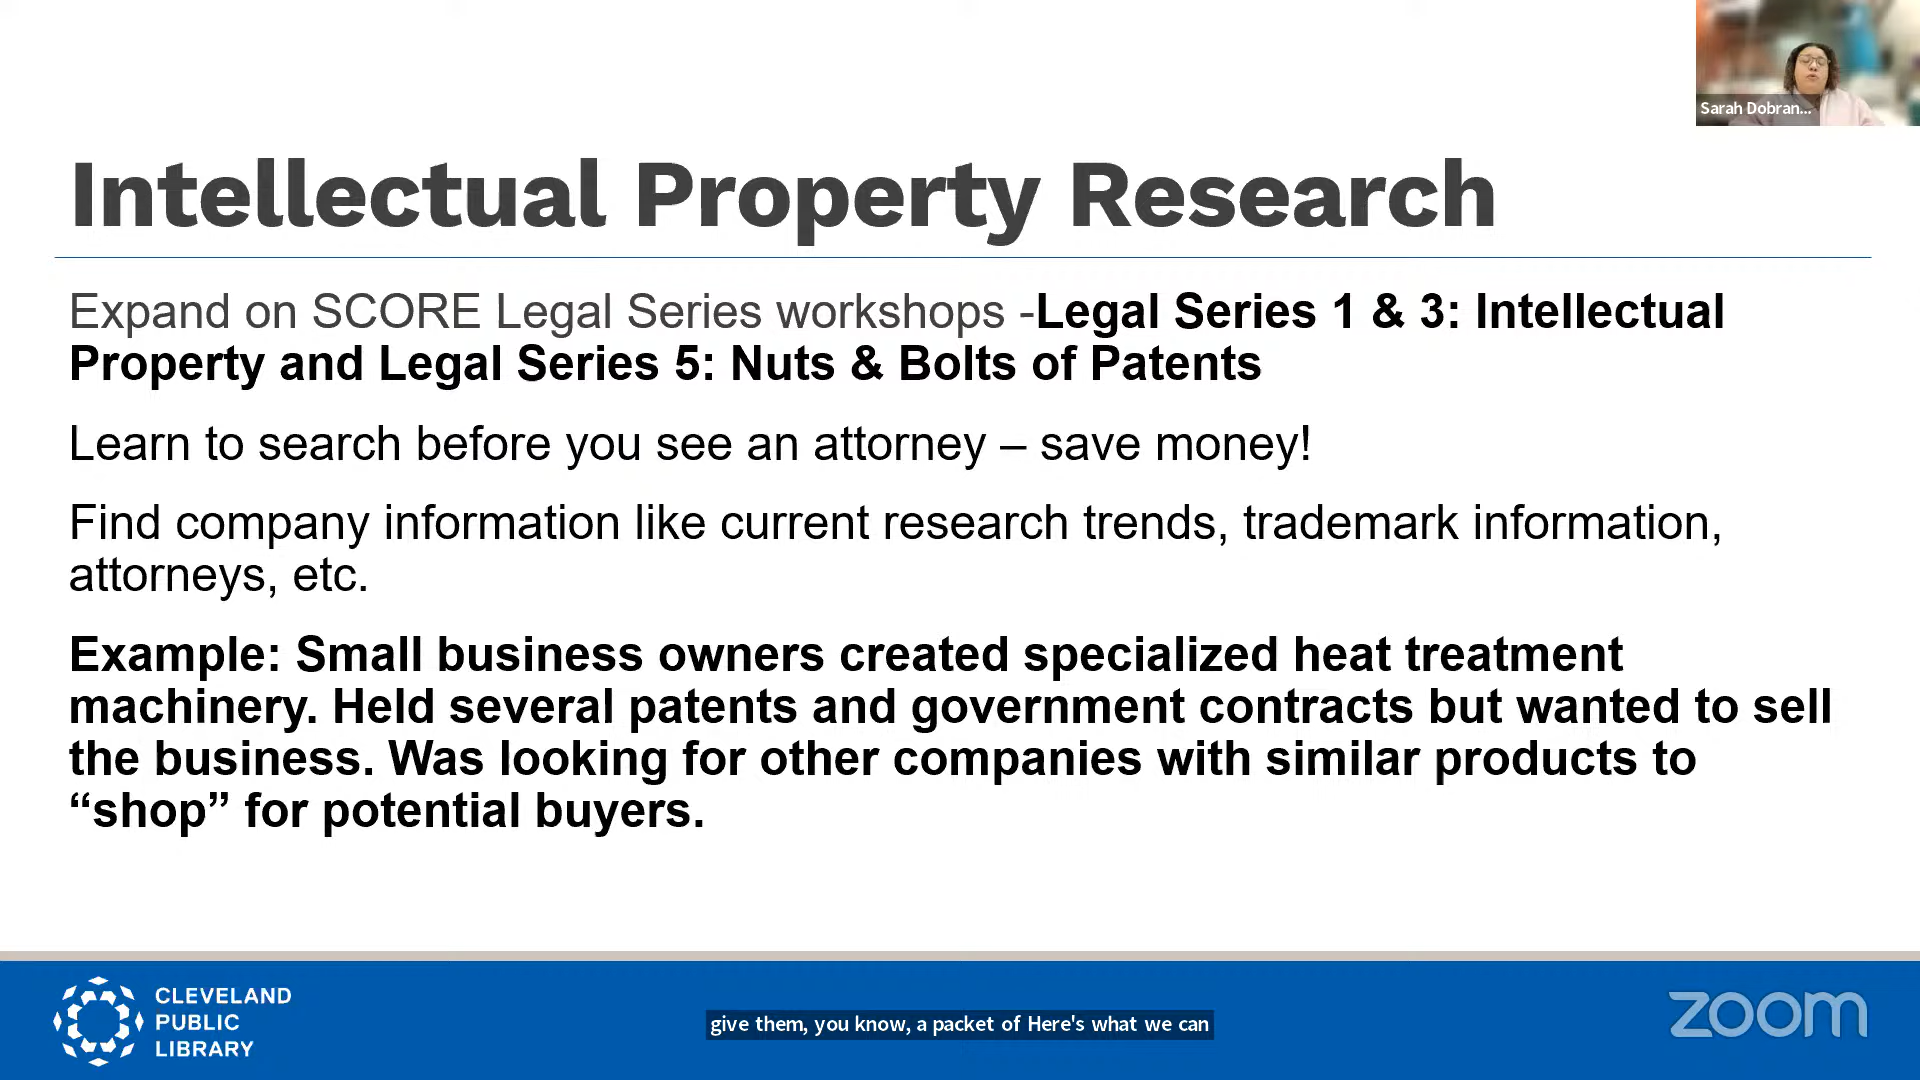 Sarah Dobran...
Intellectual Property Research
Expand on SCORE Legal Series workshops -Legal Series 1 & 3: Intellectual
Property and Legal Series 5: Nuts & Bolts of Patents
Learn to search before you see an attorney – save money!
Find company information like current research trends, trademark information,
attorneys, etc.
Example: Small business owners created specialized heat treatment
machinery. Held several patents and government contracts but wanted to sell
the business. Was looking for other companies with similar products to
“shop” for potential buyers.
CLEVELAND
PUBLIC
LIBRARY
give them, you know, a packet of Here's what we can
zoom